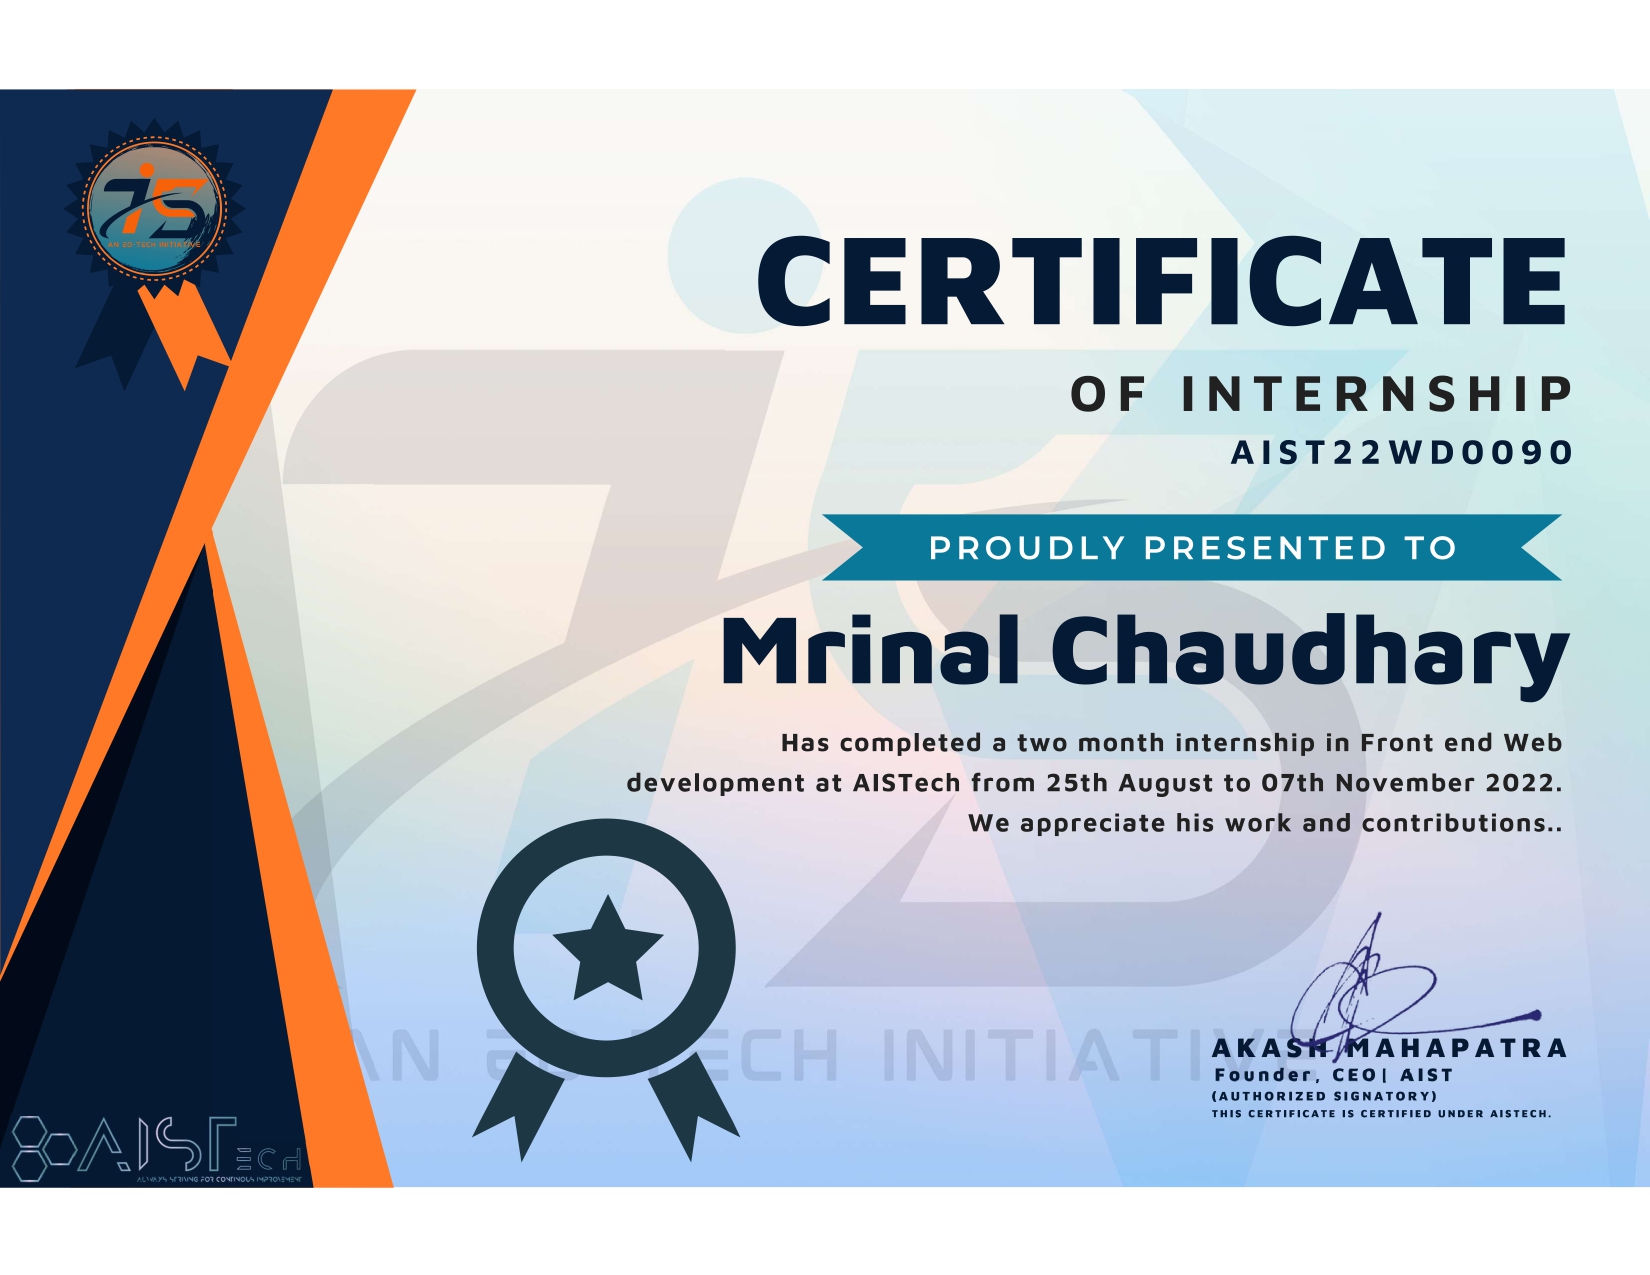 AN ED-TECH INITIATIVE
CERTIFICATE
OF INTERNSHIP
AIST22WD0090
PROUDLY PRESENTED TO
Mrinal Chaudhary
Has completed a two month internship in Front end Web
development at AISTech from 25th August to 07th November 2022.
We appreciate his work and contributions..
AN ED-TECH INITIATIVE
AKASH MAHAPATRA
Founder, CEO| AIST
(AUTHORIZED SIGNATORY)
THIS CERTIFICATE IS CERTIFIED UNDER AISTECH.
AISTECH
ALWAYS STRIVING FOR CONTINOUS IMPROVEMENT